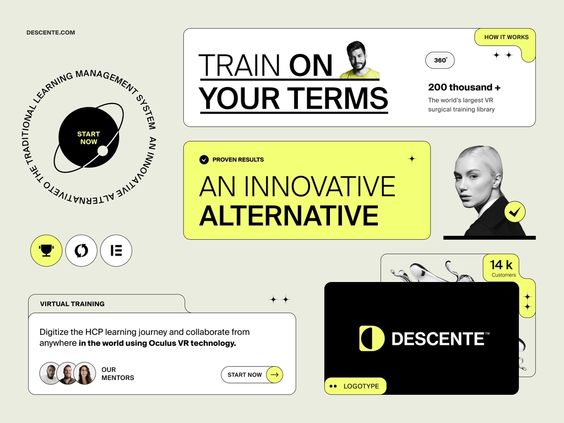 DESCENTE.COM
HOW IT WORKS
TRAIN ON
YOUR TERMS
360°
200 thousand +
The world's largest VR
surgical training library
AN INNOVATIVE ALTERNATIVE TO THE TRADITIONAL LEARNING MANAGEMENT SYSTEM
START
NOW
PROVEN RESULTS
AN INNOVATIVE
ALTERNATIVE
14 k
Customers
VIRTUAL TRAINING
Digitize the HCP learning journey and collaborate from
anywhere in the world using Oculus VR technology.
OUR
MENTORS
START NOW
DESCENTE™
LOGOTYPE